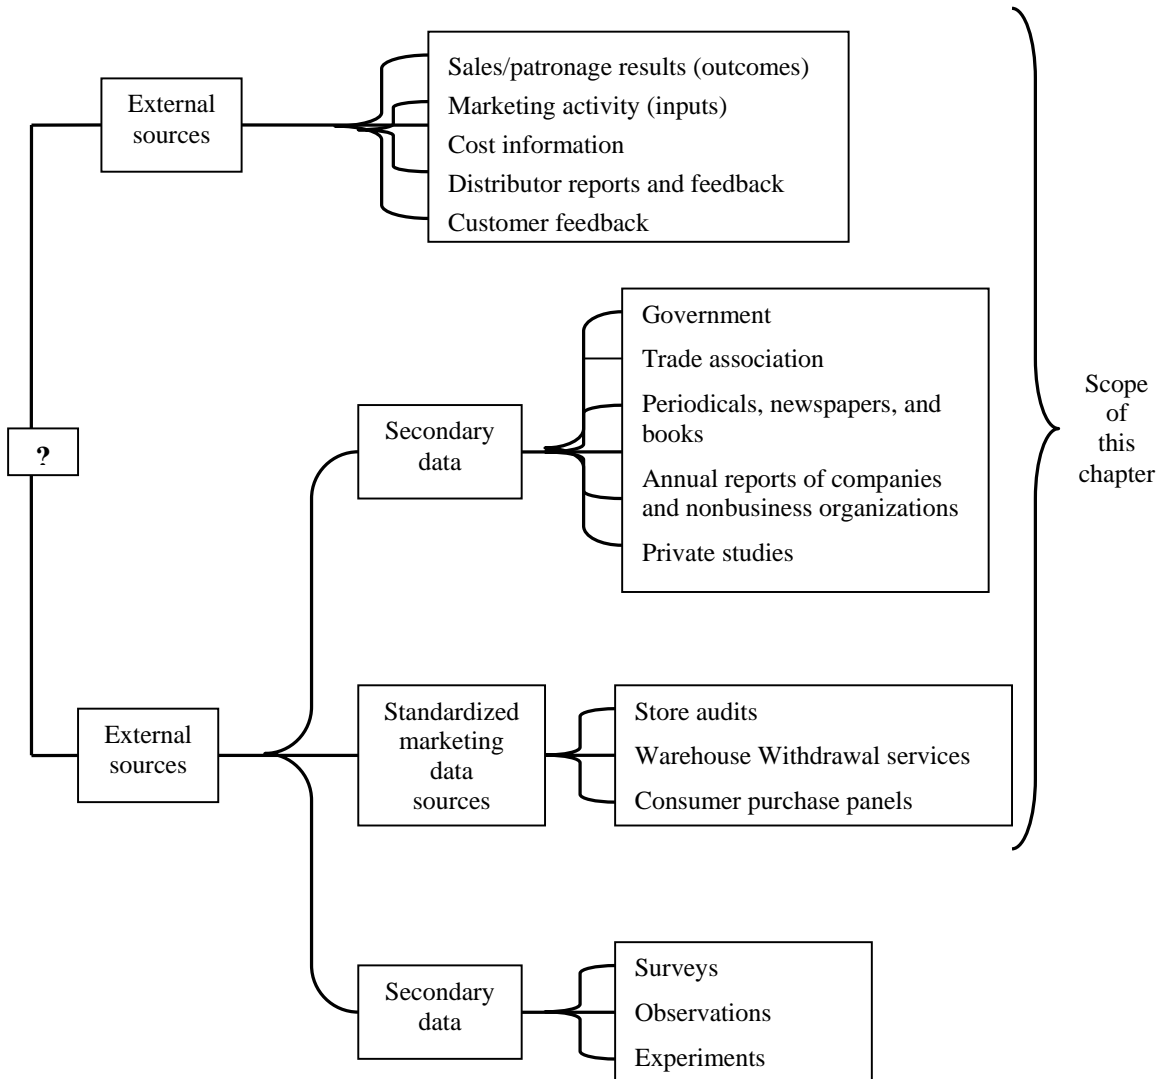 External
sources
Sales/patronage results (outcomes)
Marketing activity (inputs)
Cost information
Distributor reports and feedback
Customer feedback
?
Secondary
data
Government
Trade association
Periodicals, newspapers, and
books
Annual reports of companies
and nonbusiness organizations
Private studies
Scope
of
this
chapter
External
sources
Standardized
marketing
data
sources
Store audits
Warehouse Withdrawal services
Consumer purchase panels
Secondary
data
Surveys
Observations
Experiments